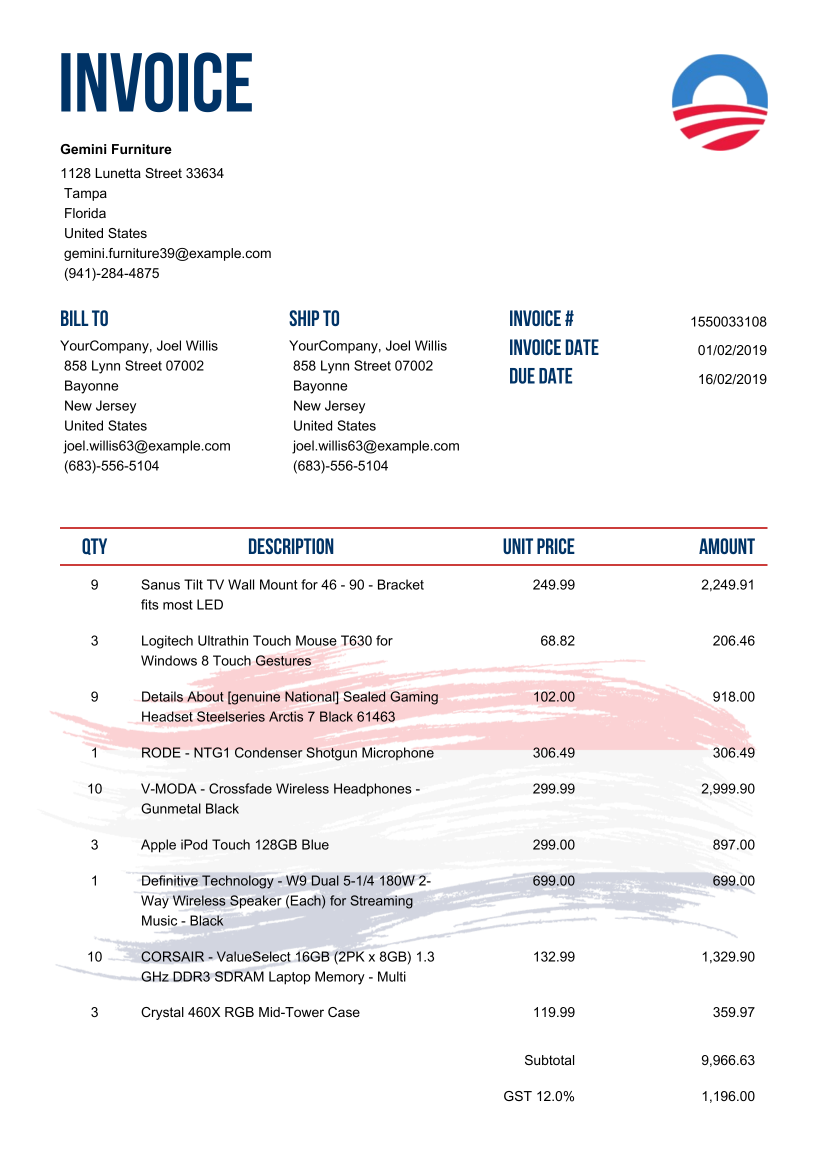 INVOICE
Gemini Furniture
1128 Lunetta Street 33634
Tampa
Florida
United States
gemini.furniture39@example.com
(941)-284-4875
BILL TO
YourCompany, Joel Willis
858 Lynn Street 07002
Bayonne
New Jersey
United States
joel.willis63@example.com
(683)-556-5104
SHIP TO
YourCompany, Joel Willis
858 Lynn Street 07002
Bayonne
New Jersey
United States
joel.willis63@example.com
(683)-556-5104
INVOICE # 1550033108
INVOICE DATE 01/02/2019
DUE DATE 16/02/2019
QTY DESCRIPTION UNIT PRICE AMOUNT
9 Sanus Tilt TV Wall Mount for 46 - 90 - Bracket 249.99 2,249.91
fits most LED
3 Logitech Ultrathin Touch Mouse T630 for 68.82 206.46
Windows 8 Touch Gestures
9 Details About [genuine National] Sealed Gaming 102.00 918.00
Headset Steelseries Arctis 7 Black 61463
1 RODE - NTG1 Condenser Shotgun Microphone 306.49 306.49
10 V-MODA - Crossfade Wireless Headphones - 299.99 2,999.90
Gunmetal Black
3 Apple iPod Touch 128GB Blue 299.00 897.00
1 Definitive Technology - W9 Dual 5-1/4 180W 2- 699.00 699.00
Way Wireless Speaker (Each) for Streaming
Music - Black
10 CORSAIR - ValueSelect 16GB (2PK x 8GB) 1.3 132.99 1,329.90
GHz DDR3 SDRAM Laptop Memory - Multi
3 Crystal 460X RGB Mid-Tower Case 119.99 359.97
Subtotal 9,966.63
GST 12.0% 1,196.00